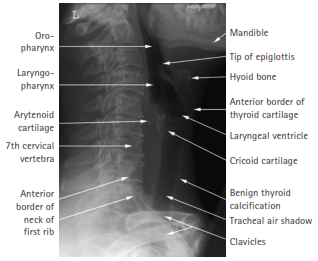 L
Oro-
pharynx
Laryngo-
pharynx
Arytenoid
cartilage
7th cervical
vertebra
Anterior
border of
neck of
first rib
Mandible
Tip of epiglottis
Hyoid bone
Anterior border of
thyroid cartilage
Laryngeal ventricle
Cricoid cartilage
Benign thyroid
calcification
Tracheal air shadow
Clavicles